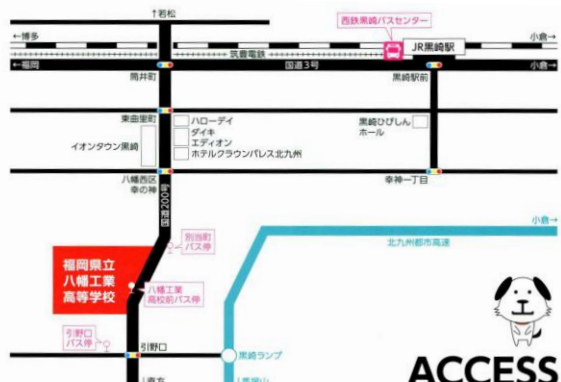 ↑若松
西鉄黒崎バスセンター
←博多
小倉→
JR黒崎駅
筑豊電鉄
←福岡
国道3号
小倉→
筒井町
黒崎駅前
東曲里町
ハローデイ
ダイキ
エディオン
ホテルクラウンパレス北九州
イオンタウン黒崎
黒崎ひびしん
ホール
八幡西区
幸の神
幸神一丁目
国道200号
小倉→
別当町
バス停
北九州都市高速
福岡県立
八幡工業
高等学校
八幡工業
高校前バス停
引野口
バス停
引野口
黒崎ランプ
ACCESS